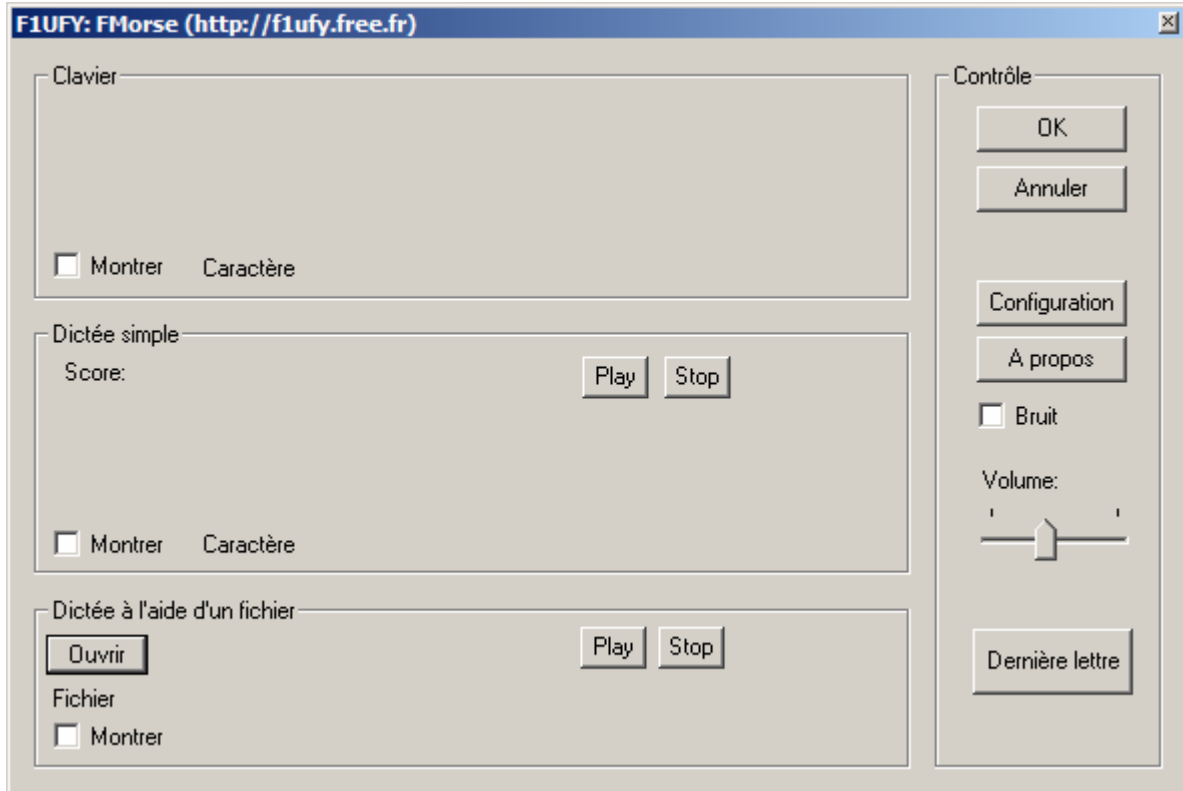 F1UFY: FMorse (http://f1ufy.free.fr)
Clavier
Montrer Caractère
Dictée simple
Score: Play Stop
Montrer Caractère
Dictée à l'aide d'un fichier
Ouvrir Play Stop
Fichier
Montrer
Contrôle
OK
Annuler
Configuration
A propos
Bruit
Volume:
Dernière lettre